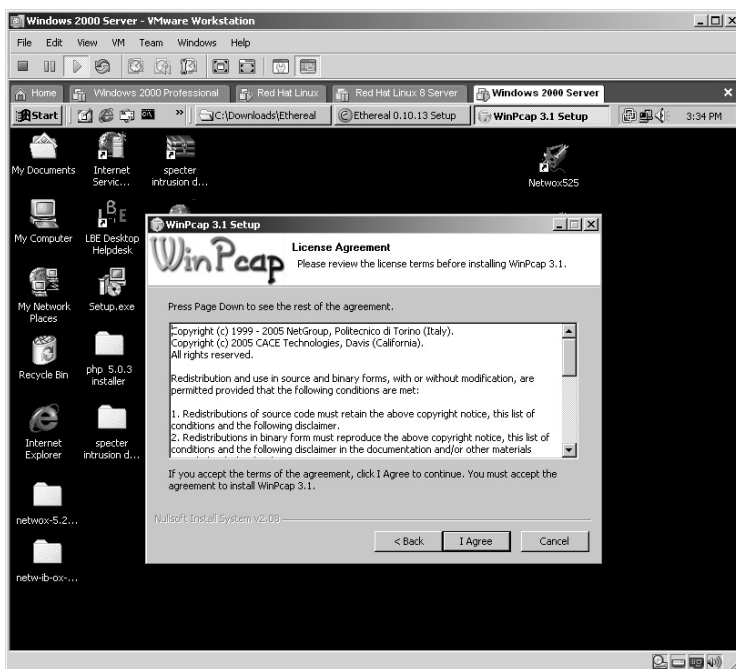 Windows 2000 Server - VMware Workstation
File Edit View VM Team Windows Help
Home Windows 2000 Professional Red Hat Linux Red Hat Linux 8 Server Windows 2000 Server
Start » C:\Downloads\Ethereal Ethereal 0.10.13 Setup WinPcap 3.1 Setup 3:34 PM
My Documents
Internet Servic...
specter intrusion d...
Netwox525
My Computer
LBE Desktop Helpdesk
My Network Places
Setup.exe
Recycle Bin
php 5.0.3 installer
Internet Explorer
specter intrusion d...
netwox-5.2...
netw-ib-ox-...
WinPcap 3.1 Setup
WinPcap
License Agreement
Please review the license terms before installing WinPcap 3.1.
Press Page Down to see the rest of the agreement.
Copyright (c) 1999 - 2005 NetGroup, Politecnico di Torino (Italy).
Copyright (c) 2005 CACE Technologies, Davis (California).
All rights reserved.
Redistribution and use in source and binary forms, with or without modification, are
permitted provided that the following conditions are met:
1. Redistributions of source code must retain the above copyright notice, this list of
conditions and the following disclaimer.
2. Redistributions in binary form must reproduce the above copyright notice, this list of
conditions and the following disclaimer in the documentation and/or other materials
If you accept the terms of the agreement, click I Agree to continue. You must accept the
agreement to install WinPcap 3.1.
Nullsoft Install System v2.08
< Back I Agree Cancel